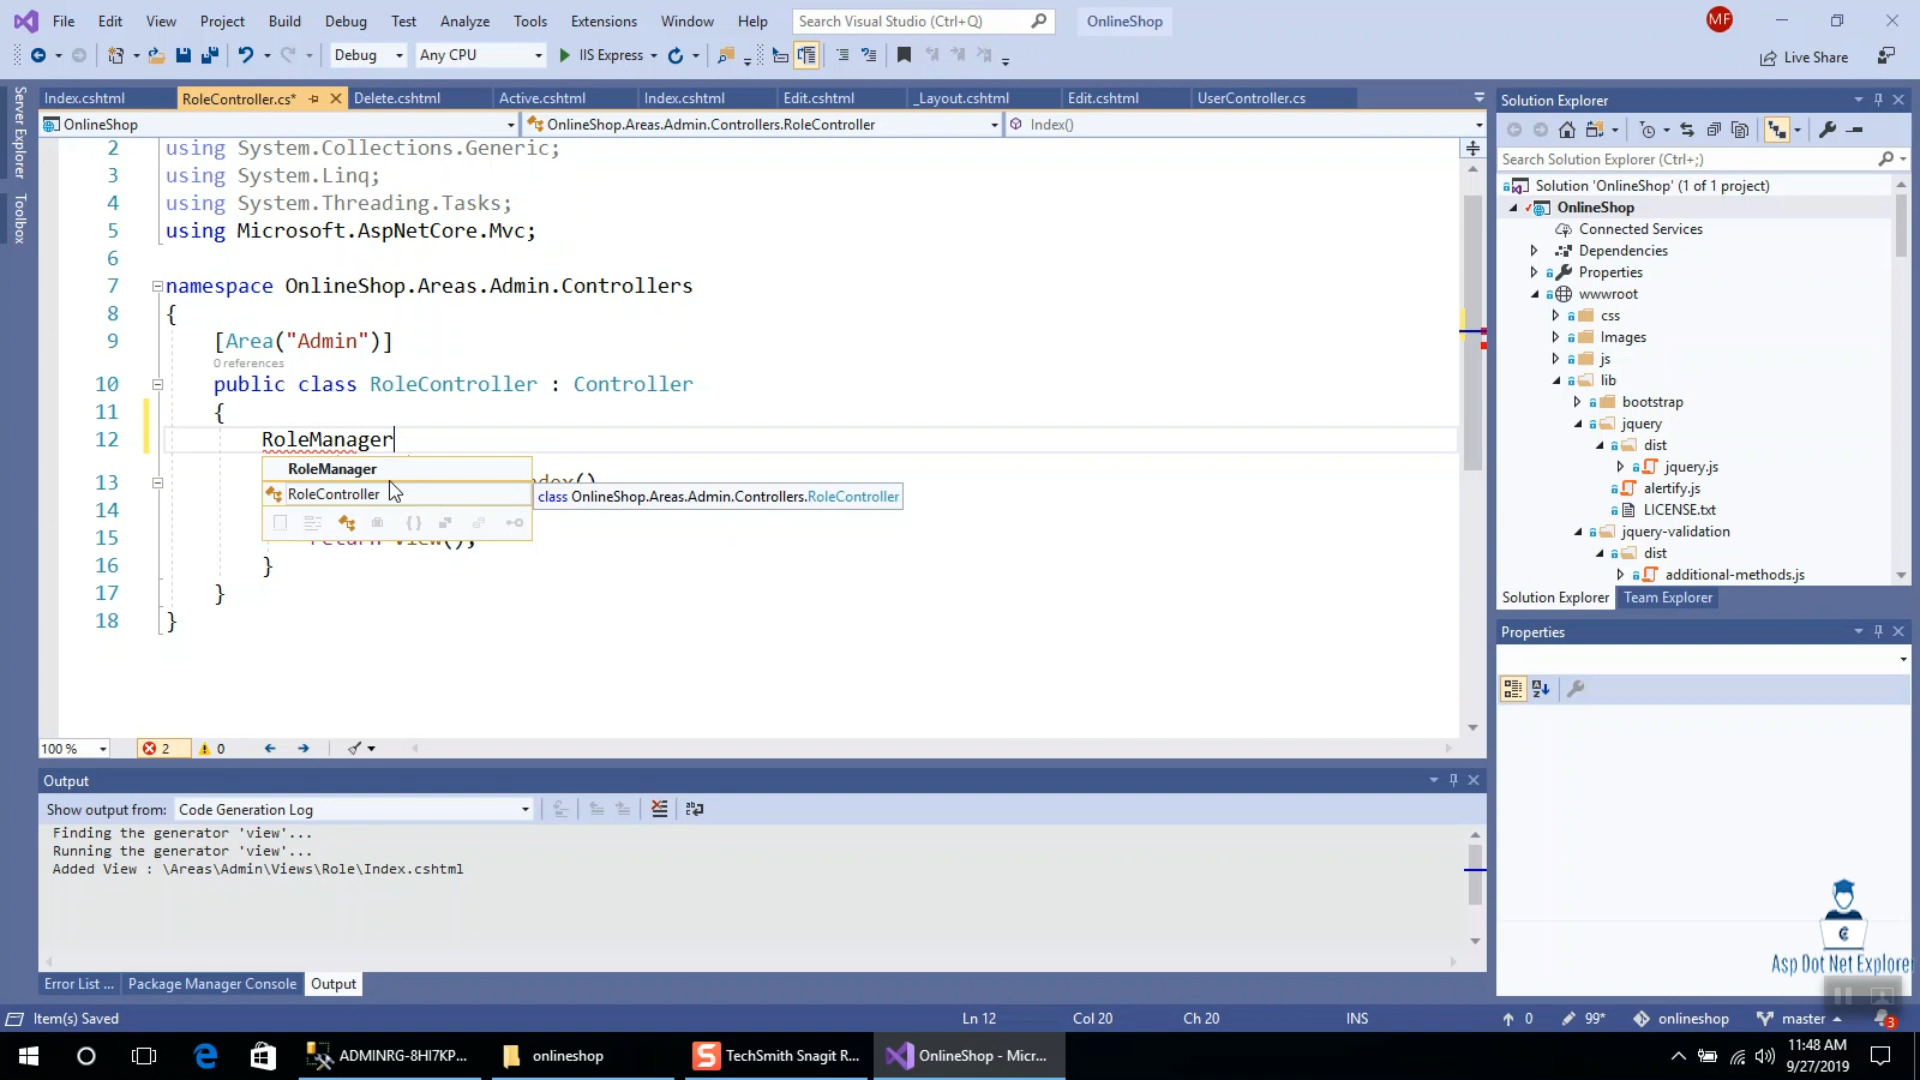 File Edit View Project Build Debug Test Analyze Tools Extensions Window Help Search Visual Studio (Ctrl+Q) OnlineShop MF
Debug Any CPU IIS Express Live Share
Server Explorer
Toolbox
Index.cshtml RoleController.cs* Delete.cshtml Active.cshtml Index.cshtml Edit.cshtml _Layout.cshtml Edit.cshtml UserController.cs
OnlineShop OnlineShop.Areas.Admin.Controllers.RoleController Index()
2 using System.Collections.Generic;
3 using System.Linq;
4 using System.Threading.Tasks;
5 using Microsoft.AspNetCore.Mvc;
6
7 namespace OnlineShop.Areas.Admin.Controllers
8 {
9 [Area("Admin")]
0 references
10 public class RoleController : Controller
11 {
12 RoleManager
RoleManager
RoleController
class OnlineShop.Areas.Admin.Controllers.RoleController
13
14
15
16 }
17 }
18 }
100 % 2 0
Solution Explorer
Search Solution Explorer (Ctrl+;)
Solution 'OnlineShop' (1 of 1 project)
OnlineShop
Connected Services
Dependencies
Properties
wwwroot
css
Images
js
lib
bootstrap
jquery
dist
jquery.js
alertify.js
LICENSE.txt
jquery-validation
dist
additional-methods.js
Solution Explorer Team Explorer
Properties
Output
Show output from: Code Generation Log
Finding the generator 'view'...
Running the generator 'view'...
Added View : \Areas\Admin\Views\Role\Index.cshtml
Error List ... Package Manager Console Output
Asp Dot Net Explorer
Item(s) Saved Ln 12 Col 20 Ch 20 INS 0 99* onlineshop master 3
ADMINRG-8HI7KP... onlineshop TechSmith Snagit R... OnlineShop - Micr... 11:48 AM
9/27/2019